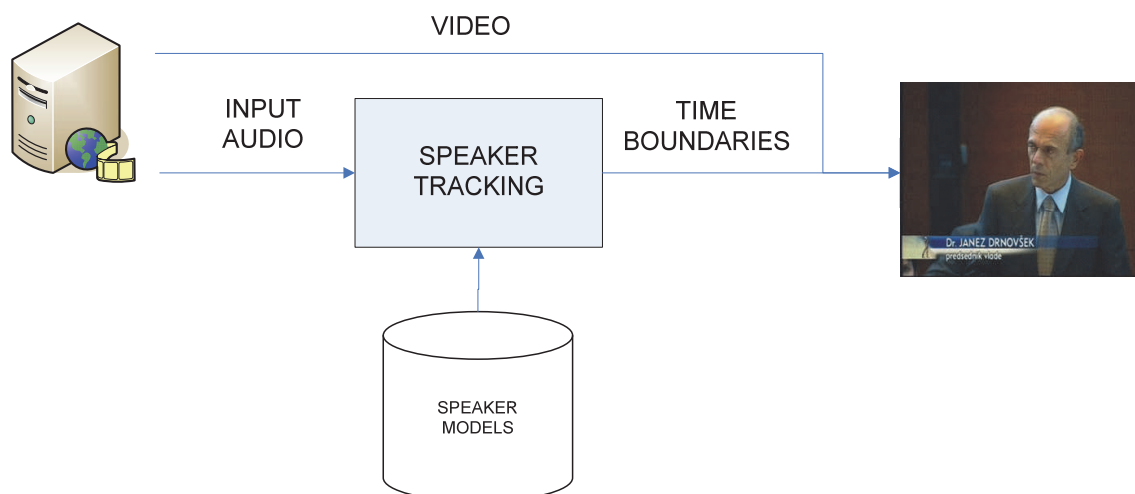 VIDEO
INPUT
AUDIO
SPEAKER
TRACKING
TIME
BOUNDARIES
Dr. JANEZ DRNOVŠEK
predsednik vlade
SPEAKER
MODELS